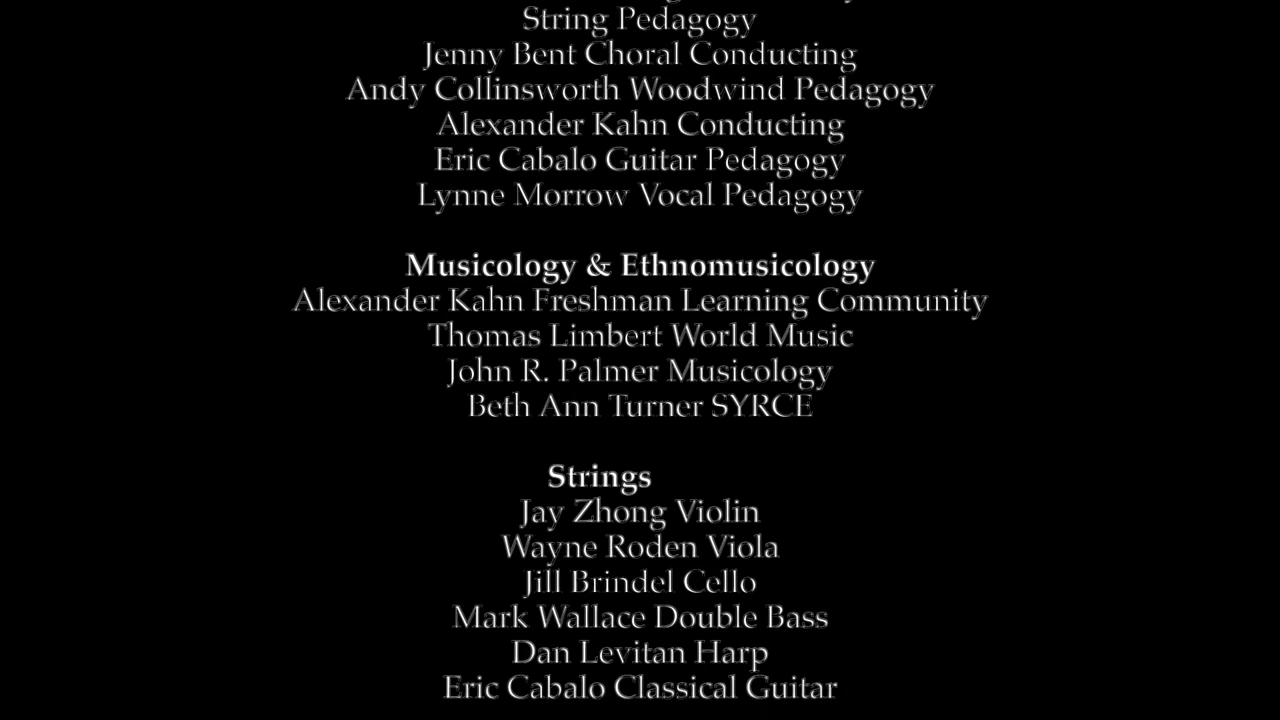 String Pedagogy
Jenny Bent Choral Conducting
Andy Collinsworth Woodwind Pedagogy
Alexander Kahn Conducting
Eric Cabalo Guitar Pedagogy
Lynne Morrow Vocal Pedagogy
Musicology & Ethnomusicology
Alexander Kahn Freshman Learning Community
Thomas Limbert World Music
John R. Palmer Musicology
Beth Ann Turner SYRCE
Strings
Jay Zhong Violin
Wayne Roden Viola
Jill Brindel Cello
Mark Wallace Double Bass
Dan Levitan Harp
Eric Cabalo Classical Guitar